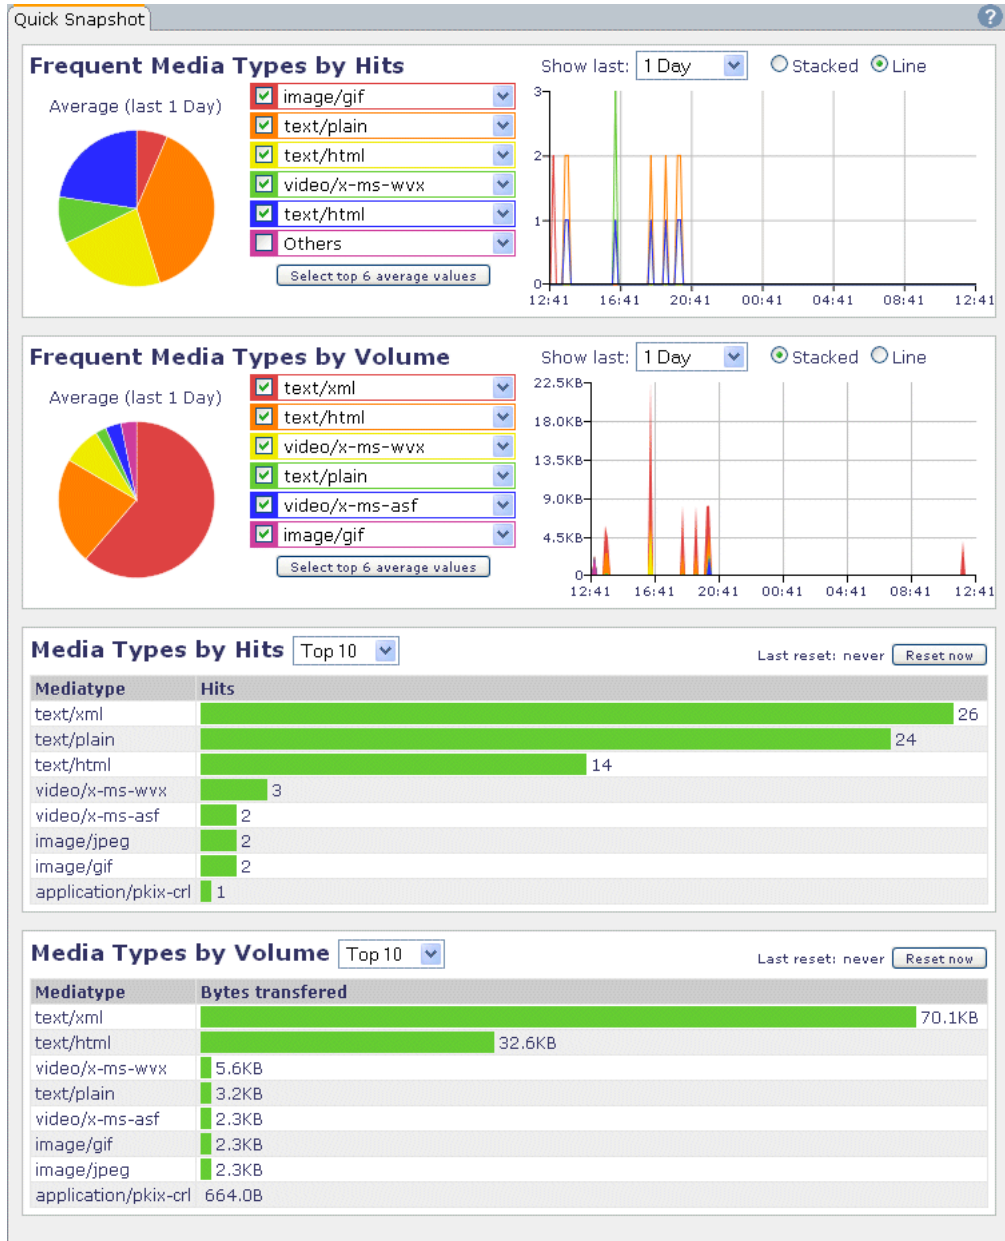 Quick Snapshot
?
Frequent Media Types by Hits
Show last: 1 Day Stacked Line
Average (last 1 Day)
image/gif
text/plain
text/html
video/x-ms-wvx
text/html
Others
Select top 6 average values
3
2
1
0
12:41 16:41 20:41 00:41 04:41 08:41 12:41
Frequent Media Types by Volume
Show last: 1 Day Stacked Line
Average (last 1 Day)
text/xml
text/html
video/x-ms-wvx
text/plain
video/x-ms-asf
image/gif
Select top 6 average values
22.5KB
18.0KB
13.5KB
9.0KB
4.5KB
0
12:41 16:41 20:41 00:41 04:41 08:41 12:41
Media Types by Hits Top 10
Last reset: never Reset now
Mediatype Hits
text/xml 26
text/plain 24
text/html 14
video/x-ms-wvx 3
video/x-ms-asf 2
image/jpeg 2
image/gif 2
application/pkix-crl 1
Media Types by Volume Top 10
Last reset: never Reset now
Mediatype Bytes transfered
text/xml 70.1KB
text/html 32.6KB
video/x-ms-wvx 5.6KB
text/plain 3.2KB
video/x-ms-asf 2.3KB
image/gif 2.3KB
image/jpeg 2.3KB
application/pkix-crl 664.0B